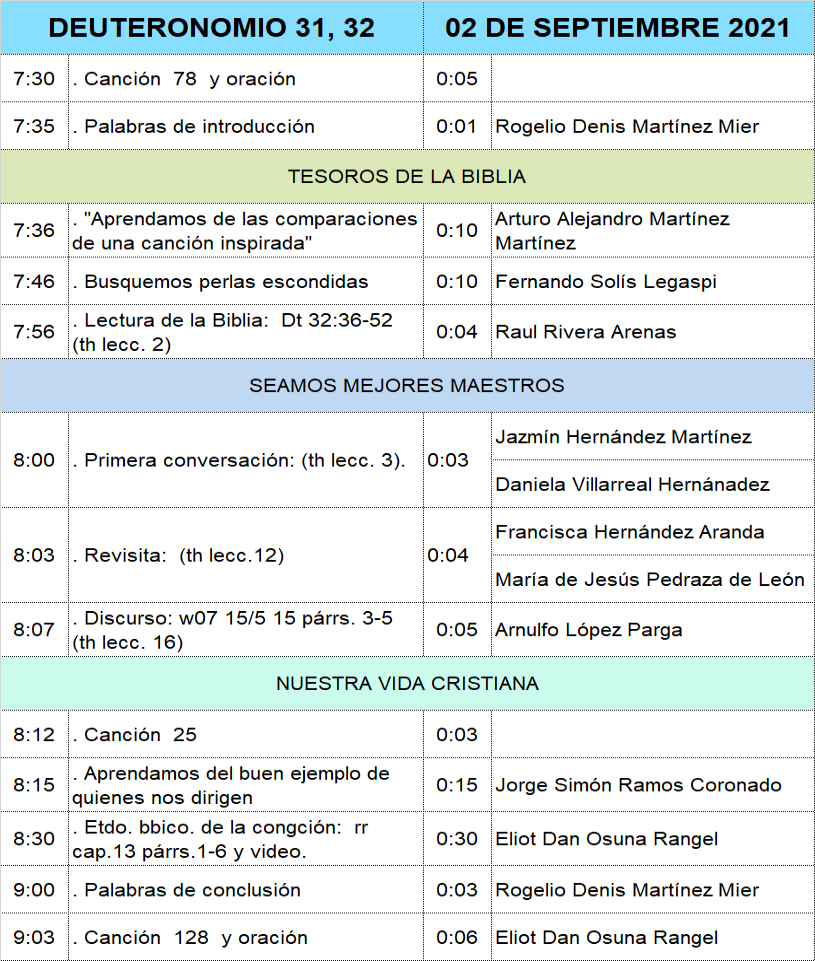 DEUTERONOMIO 31, 32 02 DE SEPTIEMBRE 2021
7:30 . Canción 78 y oración 0:05
7:35 . Palabras de introducción 0:01 Rogelio Denis Martínez Mier
TESOROS DE LA BIBLIA
7:36 . "Aprendamos de las comparaciones de una canción inspirada" 0:10 Arturo Alejandro Martínez Martínez
7:46 . Busquemos perlas escondidas 0:10 Fernando Solís Legaspi
7:56 . Lectura de la Biblia: Dt 32:36-52 (th lecc. 2) 0:04 Raul Rivera Arenas
SEAMOS MEJORES MAESTROS
8:00 . Primera conversación: (th lecc. 3). 0:03 Jazmín Hernández Martínez
Daniela Villarreal Hernánadez
8:03 . Revisita: (th lecc.12) 0:04 Francisca Hernández Aranda
María de Jesús Pedraza de León
8:07 . Discurso: w07 15/5 15 párrs. 3-5 (th lecc. 16) 0:05 Arnulfo López Parga
NUESTRA VIDA CRISTIANA
8:12 . Canción 25 0:03
8:15 . Aprendamos del buen ejemplo de quienes nos dirigen 0:15 Jorge Simón Ramos Coronado
8:30 . Etdo. bbico. de la congción: rr cap.13 párrs.1-6 y video. 0:30 Eliot Dan Osuna Rangel
9:00 . Palabras de conclusión 0:03 Rogelio Denis Martínez Mier
9:03 . Canción 128 y oración 0:06 Eliot Dan Osuna Rangel